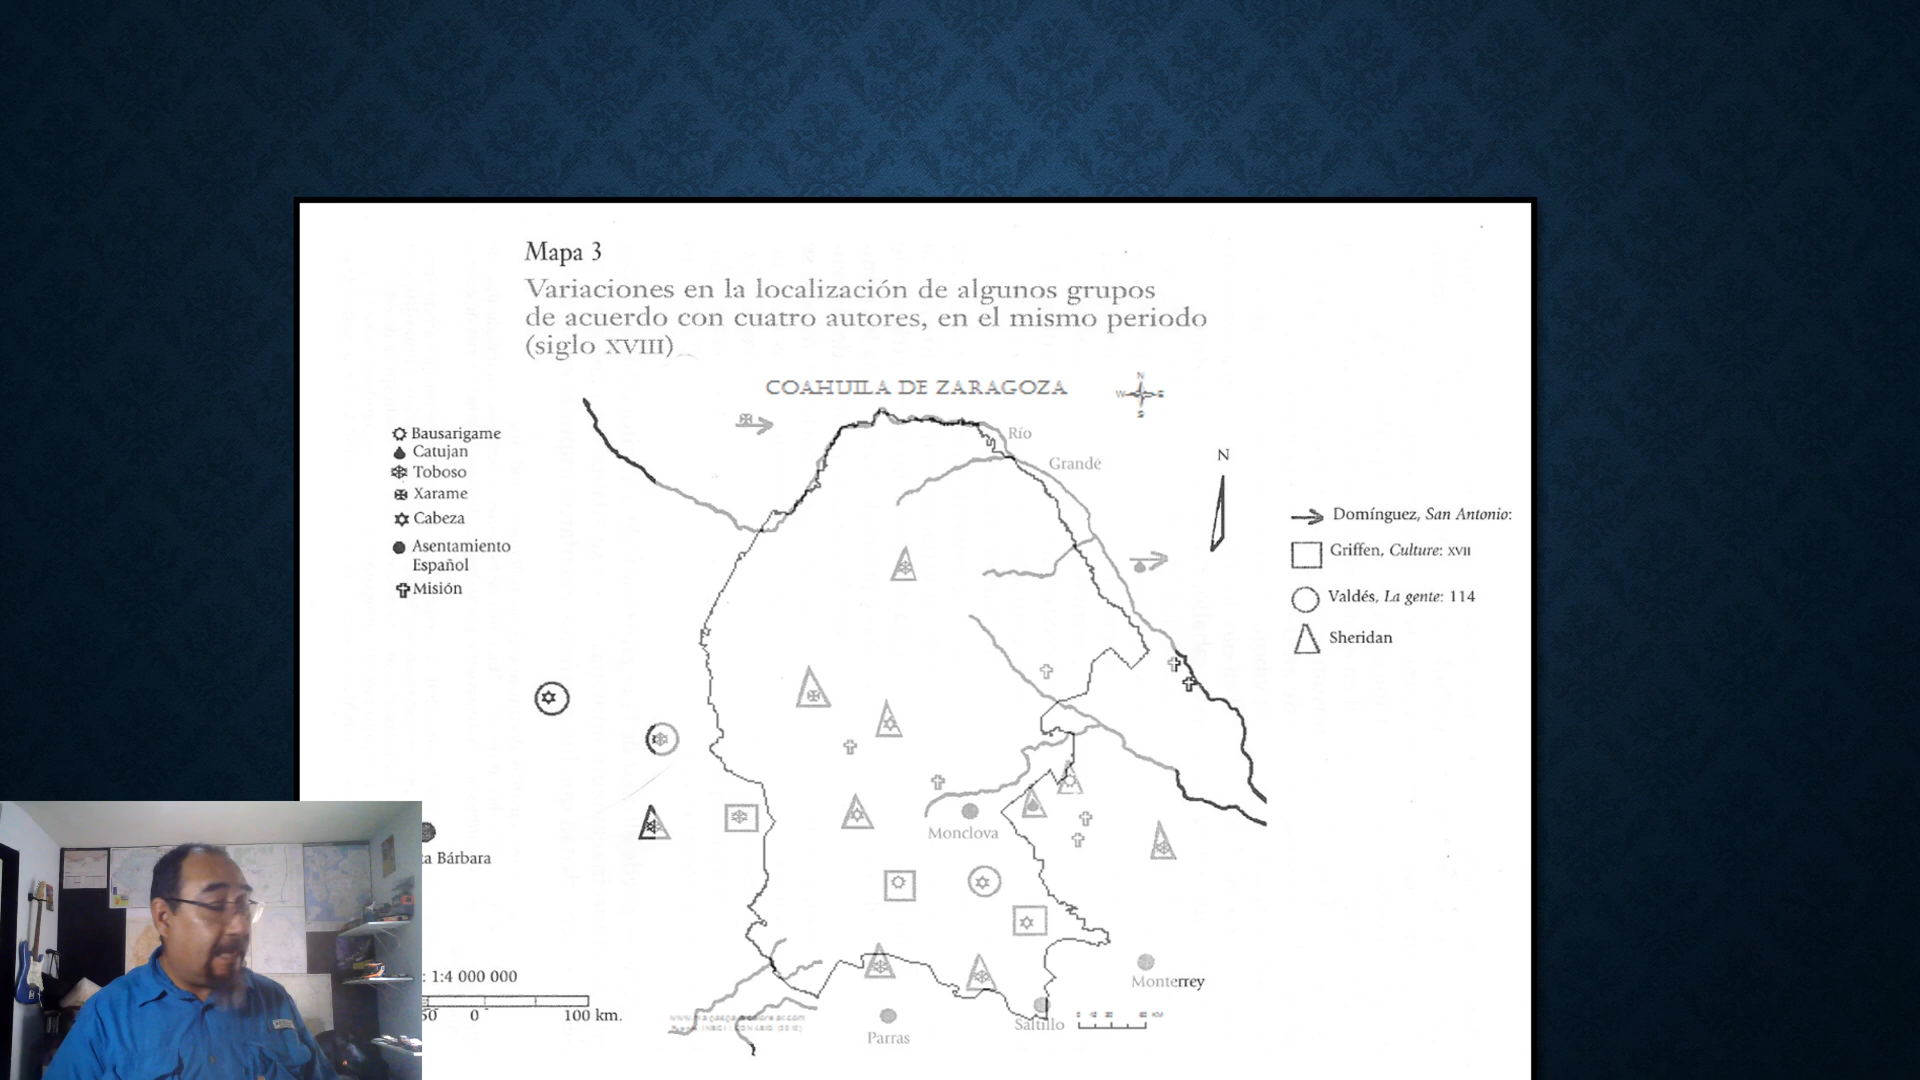 Mapa 3
Variaciones en la localización de algunos grupos
de acuerdo con cuatro autores, en el mismo periodo
(siglo XVIII)
COAHUILA DE ZARAGOZA
N
W E
S
Bausarigame
Catujan
Toboso
Xarame
Cabeza
Asentamiento
Español
Misión
Río
Grande
N
Domínguez, San Antonio:
Griffen, Culture: XVII
Valdés, La gente: 114
Sheridan
Monclova
a Bárbara
: 1:4 000 000
50 0 100 km.
Monterrey
Saltillo
Parras
KM